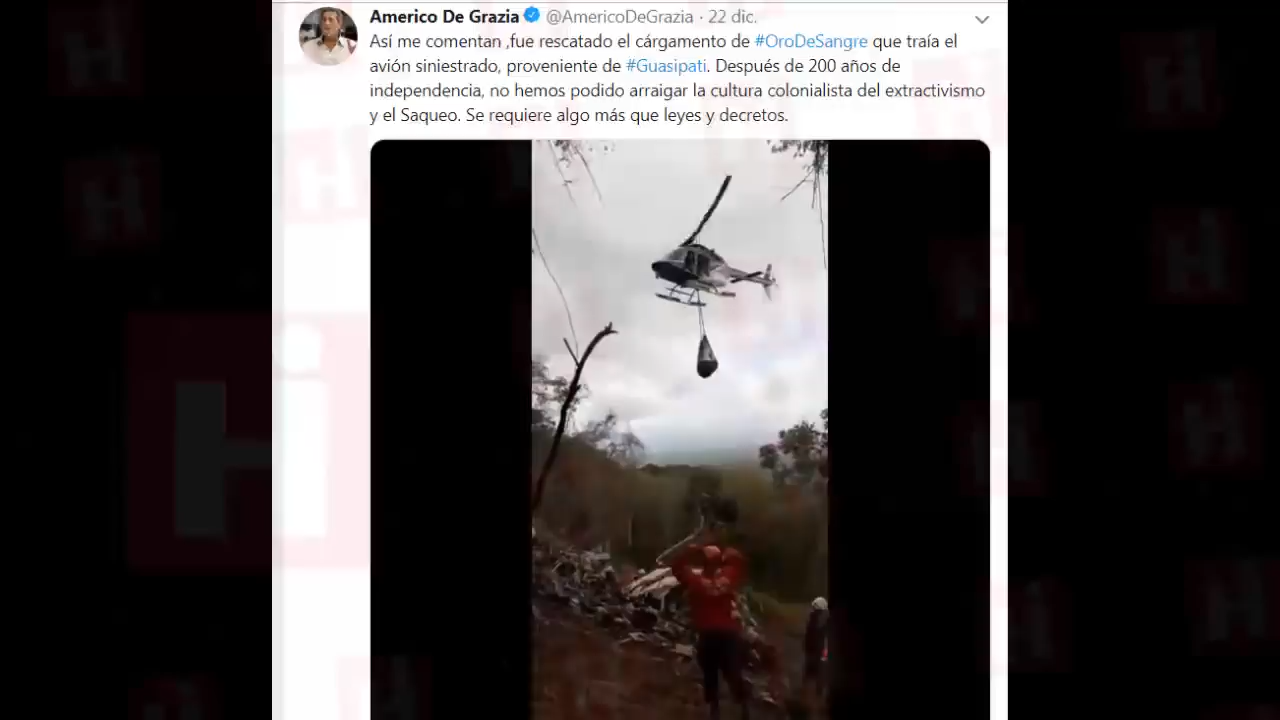 Americo De Grazia @AmericoDeGrazia · 22 dic.
Así me comentan ,fue rescatado el cárgamento de #OroDeSangre que traía el
avión siniestrado, proveniente de #Guasipati. Después de 200 años de
independencia, no hemos podido arraigar la cultura colonialista del extractivismo
y el Saqueo. Se requiere algo más que leyes y decretos.